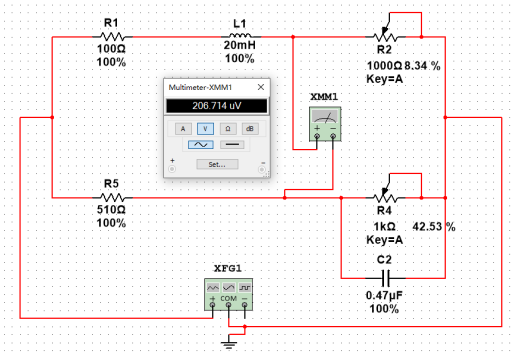 R1
100Ω
100%
L1
20mH
100%
R2
1000Ω 8.34 %
Key=A
Multimeter-XMM1
206.714 uV
A
V
Ω
dB
+
Set...
-
XMM1
+ -
R5
510Ω
100%
R4
1kΩ 42.53 %
Key=A
C2
0.47µF
100%
XFG1
+ COM -